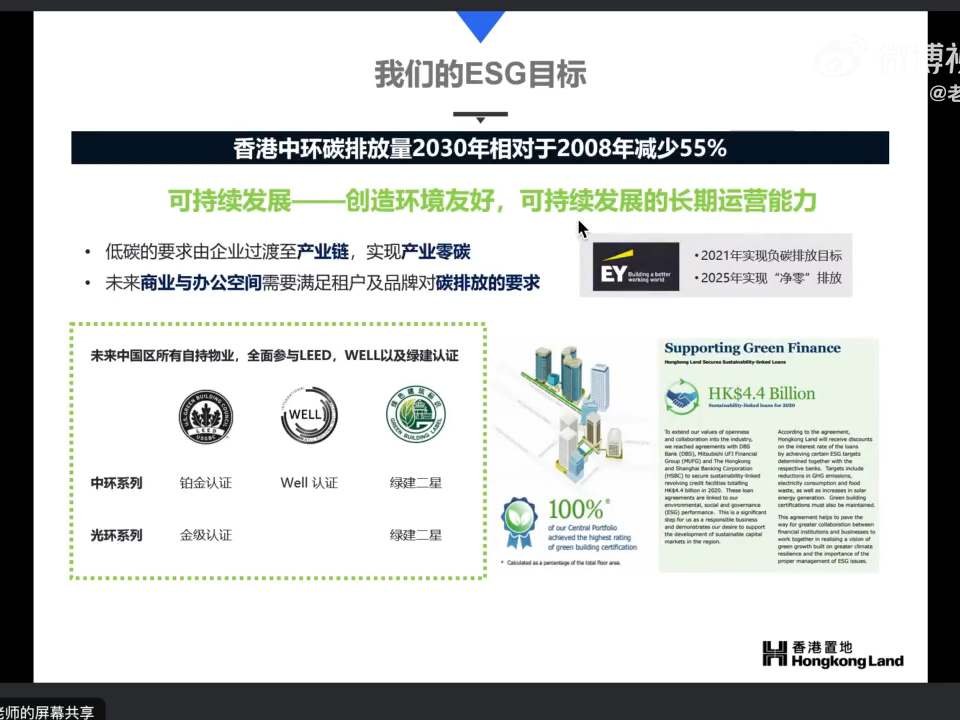 我们的ESG目标
微博视
@老
香港中环碳排放量2030年相对于2008年减少55%
可持续发展——创造环境友好，可持续发展的长期运营能力
• 低碳的要求由企业过渡至产业链，实现产业零碳
• 未来商业与办公空间需要满足租户及品牌对碳排放的要求
EY
Building a better
working world
•2021年实现负碳排放目标
•2025年实现“净零”排放
未来中国区所有自持物业，全面参与LEED，WELL以及绿建认证
U.S. GREEN BUILDING COUNCIL
LEED
USGBC
INTERNATIONAL
WELL
绿色建筑标识
GREEN BUILDING LABEL
中环系列 铂金认证 Well 认证 绿建二星
光环系列 金级认证 绿建二星
100%*
of our Central Portfolio
achieved the highest rating
of green building certification
* Calculated as a percentage of the total floor area.
Supporting Green Finance
Hongkong Land Secures Sustainability-linked Loans
HK$4.4 Billion
Sustainability-linked loans for 2020
To extend our values of openness
and collaboration into the industry,
we reached agreements with DBS
Bank (DBS), Mitsubishi UFJ Financial
Group (MUFG) and The Hongkong
and Shanghai Banking Corporation
(HSBC) to secure sustainability-linked
revolving credit facilities totalling
HK$4.4 billion in 2020. These loan
agreements are linked to our
environmental, social and governance
(ESG) performance. This is a significant
step for us as a responsible business
and demonstrates our desire to support
the development of sustainable capital
markets in the region.
According to the agreement,
Hongkong Land will receive discounts
on the interest rate of the loans
by achieving certain ESG targets
determined together with the
respective banks. Targets include
reductions in GHG emissions,
electricity consumption and food
waste, as well as increases in solar
energy generation. Green building
certifications must also be maintained.
This agreement helps to pave the
way for greater collaboration between
financial institutions and businesses to
work together in realising a vision of
green growth built on greater climate
resilience and the importance of the
proper management of ESG issues.
香港置地
Hongkong Land
老师的屏幕共享